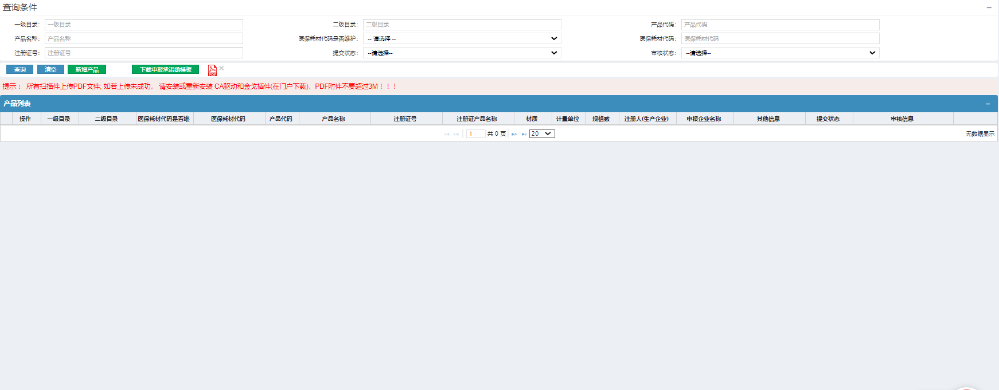 查询条件
一级目录： 一级目录 二级目录： 二级目录 产品代码： 产品代码
产品名称： 产品名称 医保耗材代码是否维护： -- 请选择 -- 医保耗材代码： 医保耗材代码
注册证号： 注册证号 提交状态： --请选择-- 审核状态： --请选择--
查询 清空 新增产品 下载申报承诺函模板 PDF
提示： 所有扫描件上传PDF文件; 如若上传未成功， 请安装或重新安装 CA驱动和金戈插件(在门户下载)，PDF附件不要超过3M！！！
产品列表
操作 一级目录 二级目录 医保耗材代码是否维 医保耗材代码 产品代码 产品名称 注册证号 注册证产品名称 材质 计量单位 规格数 注册人(生产企业) 申报企业名称 其他信息 提交状态 审核信息
1 共 0 页 20 无数据显示